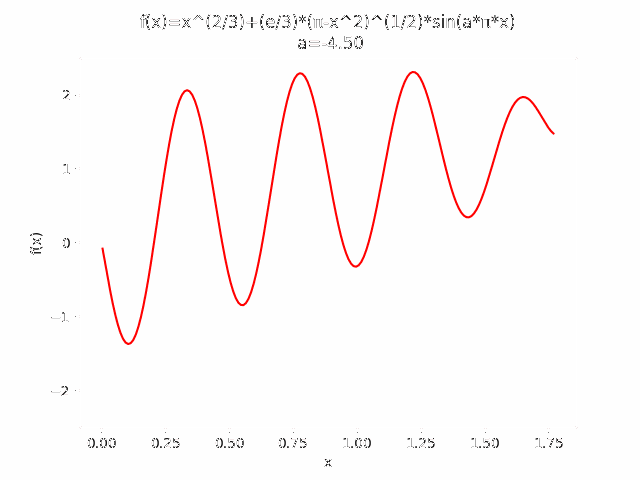 f(x)=x^(2/3)+(e/3)*(π-x^2)^(1/2)*sin(a*π*x)
a=-4.50
2
1
0
−1
−2
f(x)
0.00 0.25 0.50 0.75 1.00 1.25 1.50 1.75
x